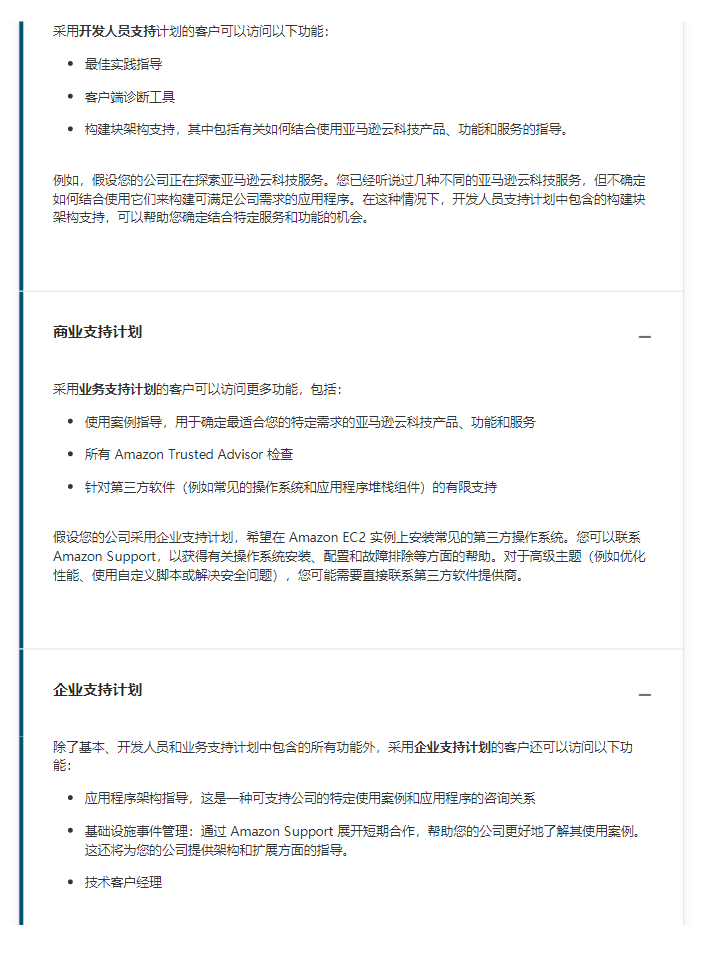 采用开发人员支持计划的客户可以访问以下功能：
最佳实践指导
客户端诊断工具
构建块架构支持，其中包括有关如何结合使用亚马逊云科技产品、功能和服务的指导。
例如，假设您的公司正在探索亚马逊云科技服务。您已经听说过几种不同的亚马逊云科技服务，但不确定
如何结合使用它们来构建可满足公司需求的应用程序。在这种情况下，开发人员支持计划中包含的构建块
架构支持，可以帮助您确定结合特定服务和功能的机会。
商业支持计划
采用业务支持计划的客户可以访问更多功能，包括：
使用案例指导，用于确定最适合您的特定需求的亚马逊云科技产品、功能和服务
所有 Amazon Trusted Advisor 检查
针对第三方软件（例如常见的操作系统和应用程序堆栈组件）的有限支持
假设您的公司采用企业支持计划，希望在 Amazon EC2 实例上安装常见的第三方操作系统。您可以联系
Amazon Support，以获得有关操作系统安装、配置和故障排除等方面的帮助。对于高级主题（例如优化
性能、使用自定义脚本或解决安全问题），您可能需要直接联系第三方软件提供商。
企业支持计划
除了基本、开发人员和业务支持计划中包含的所有功能外，采用企业支持计划的客户还可以访问以下功
能：
应用程序架构指导，这是一种可支持公司的特定使用案例和应用程序的咨询关系
基础设施事件管理：通过 Amazon Support 展开短期合作，帮助您的公司更好地了解其使用案例。
这还将为您的公司提供架构和扩展方面的指导。
技术客户经理